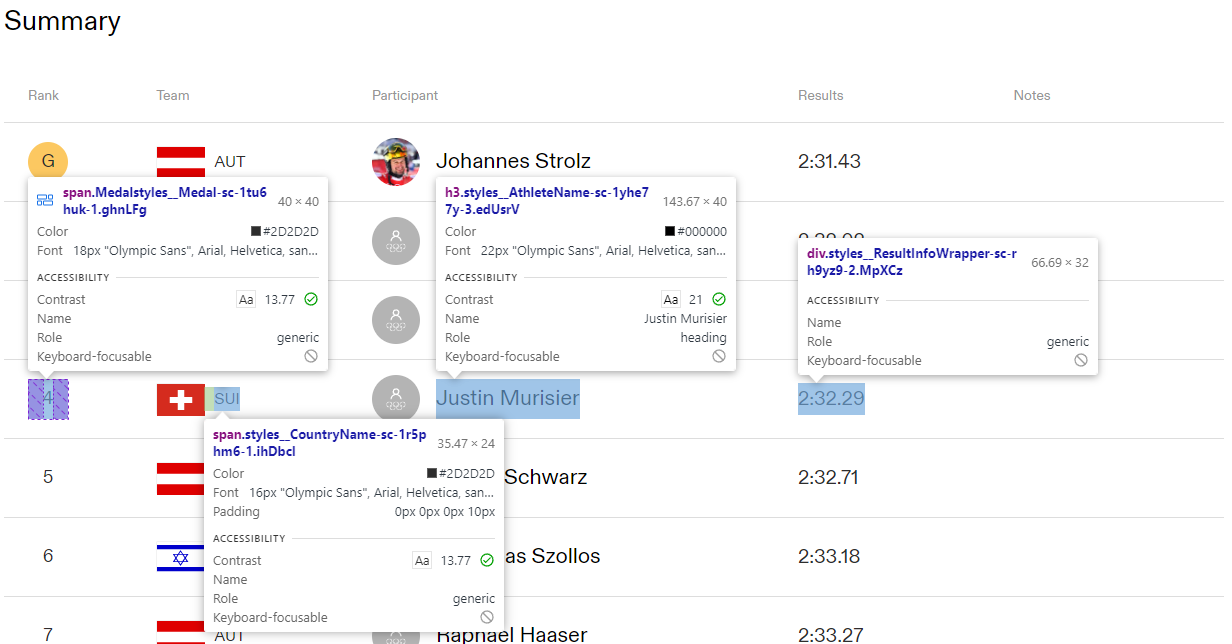 Summary
Rank Team Participant Results Notes
G AUT Johannes Strolz 2:31.43
span.Medalstyles__Medal-sc-1tu6
huk-1.ghnLFg
40 × 40
Color #2D2D2D
Font 18px "Olympic Sans", Arial, Helvetica, san...
ACCESSIBILITY
Contrast Aa 13.77
Name
Role generic
Keyboard-focusable
h3.styles__AthleteName-sc-1yhe7
7y-3.edUsrV
143.67 × 40
Color #000000
Font 22px "Olympic Sans", Arial, Helvetica, san...
ACCESSIBILITY
Contrast Aa 21
Name Justin Murisier
Role heading
Keyboard-focusable
div.styles__ResultInfoWrapper-sc-r
h9yz9-2.MpXCz
66.69 × 32
ACCESSIBILITY
Name
Role generic
Keyboard-focusable
4 SUI Justin Murisier 2:32.29
span.styles__CountryName-sc-1r5p
hm6-1.ihDbcl
35.47 × 24
Color #2D2D2D
Font 16px "Olympic Sans", Arial, Helvetica, san...
Padding 0px 0px 0px 10px
ACCESSIBILITY
Contrast Aa 13.77
Name
Role generic
Keyboard-focusable
5 Schwarz 2:32.71
6 as Szollos 2:33.18
7 AUT Raphael Haaser 2:33.27